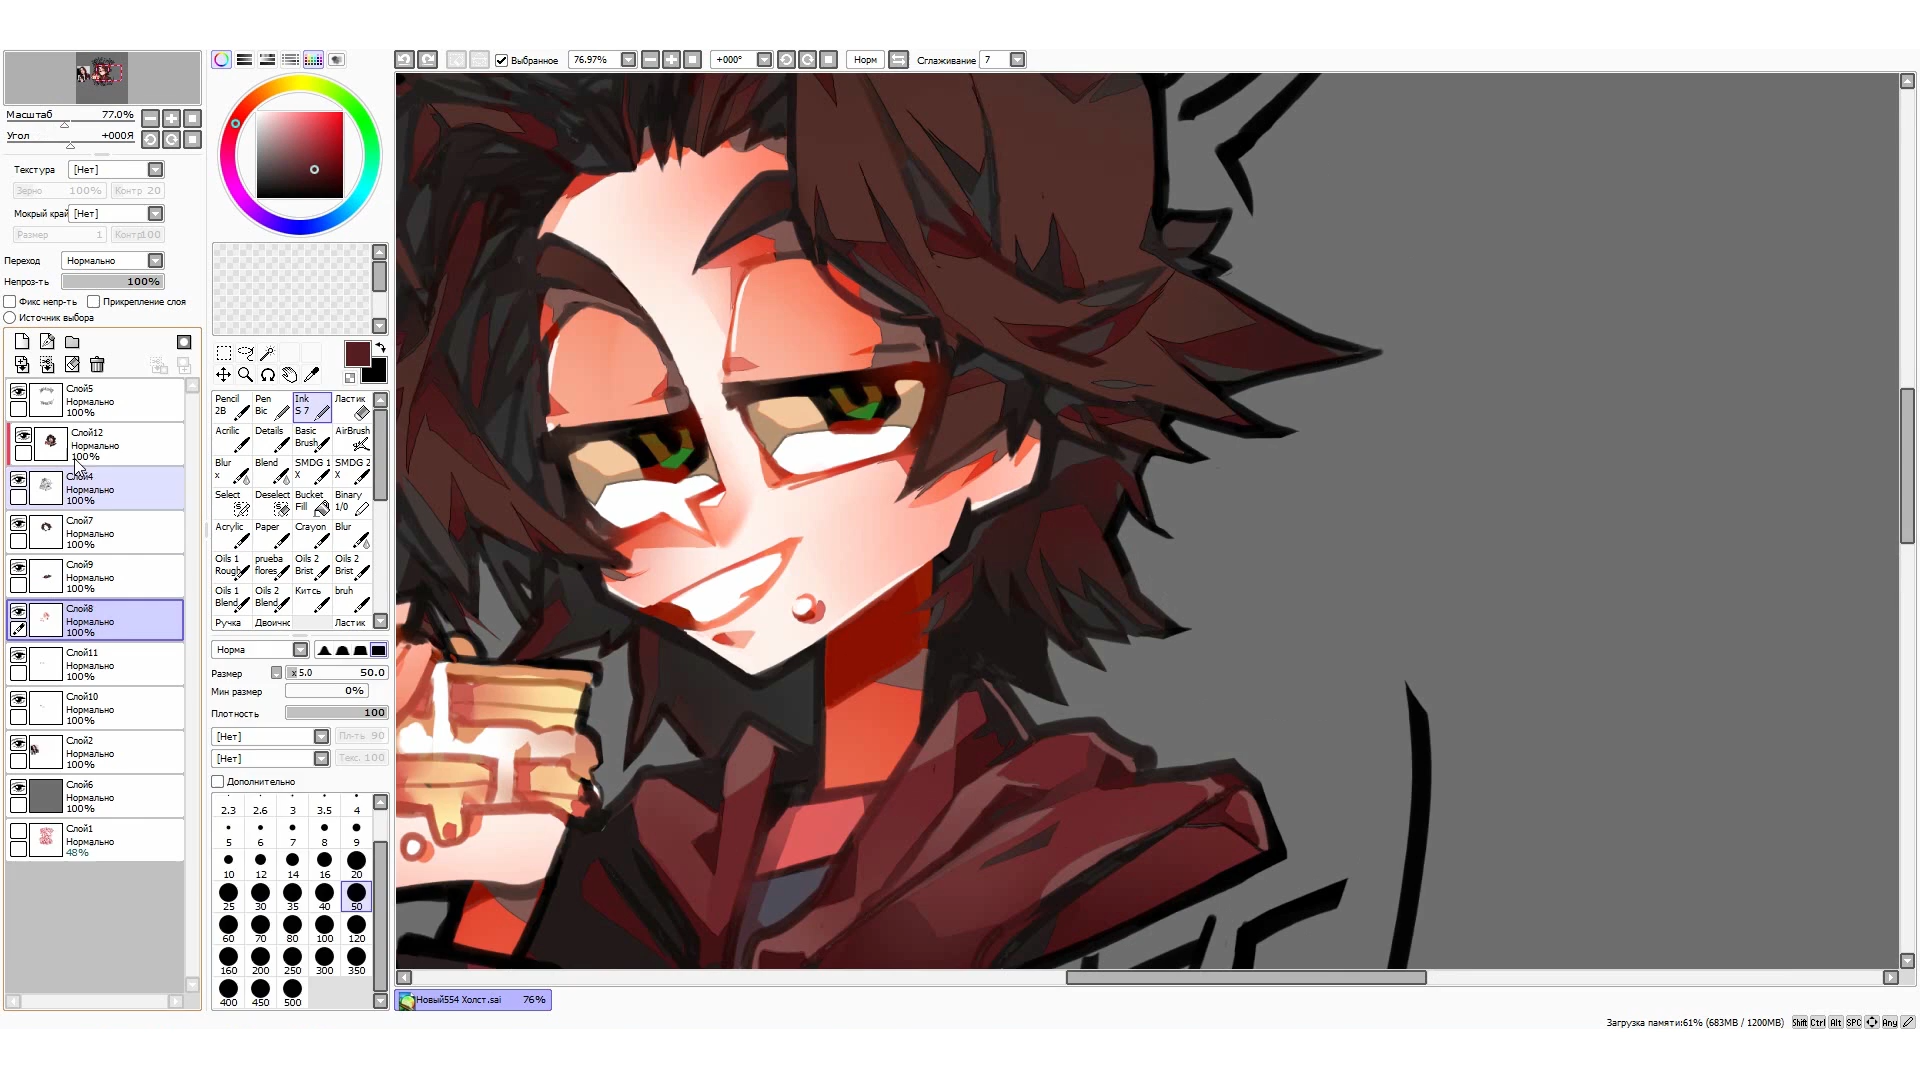 Выбранное 76.97% +000° Норм Сглаживание 7
Масштаб 77.0%
Угол +000Я
Текстура [Нет]
Зерно 100% Контр 20
Мокрый край [Нет]
Размер 1 Контр100
Переход Нормально
Непроз-ть 100%
Фикс непр-ть Прикрепление слоя
Источник выбора
Слой5
Нормально
100%
Слой12
Нормально
100%
Слой4
Нормально
100%
Слой7
Нормально
100%
Слой9
Нормально
100%
Слой8
Нормально
100%
Слой11
Нормально
100%
Слой10
Нормально
100%
Слой2
Нормально
100%
Слой6
Нормально
100%
Слой1
Нормально
48%
Pencil Pen Ink Ластик
2B Bic S 7
Acrilic Details Basic AirBrush
Brush
Blur Blend SMDG 1 SMDG 2
x X X
Select Deselect Bucket Binary
Fill 1/0
Acrylic Paper Crayon Blur
Oils 1 prueba Oils 2 Oils 2
Rough flores Brist Brist
Oils 1 Oils 2 Китсь bruh
Blend Blend
Ручка Двоичн Ластик
Норма
Размер x 5.0 50.0
Мин размер 0%
Плотность 100
[Нет] Пл-ть 90
[Нет] Текс. 100
Дополнительно
2.3 2.6 3 3.5 4
5 6 7 8 9
10 12 14 16 20
25 30 35 40 50
60 70 80 100 120
160 200 250 300 350
400 450 500
Новый554 Холст.sai 76%
Загрузка памяти:61% (683MB / 1200MB) Shift Ctrl Alt SPC Any